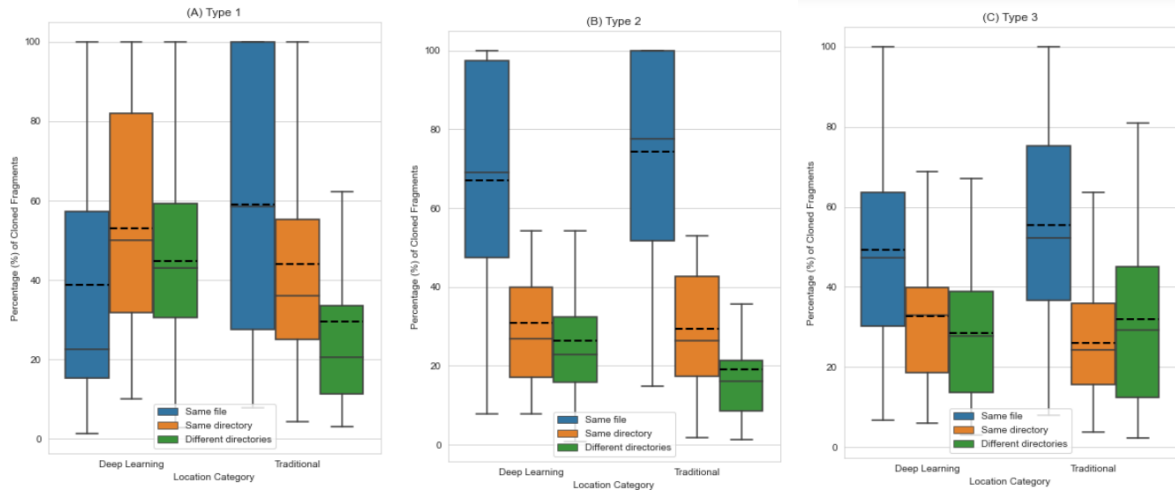 (A) Type 1
Percentage (%) of Cloned Fragments
100
80
60
40
20
0
Same file
Same directory
Different directories
Deep Learning
Traditional
Location Category
(B) Type 2
Percentage (%) of Cloned Fragments
100
80
60
40
20
0
Same file
Same directory
Different directories
Deep Learning
Traditional
Location Category
(C) Type 3
Percentage (%) of Cloned Fragments
100
80
60
40
20
0
Same file
Same directory
Different directories
Deep Learning
Traditional
Location Category